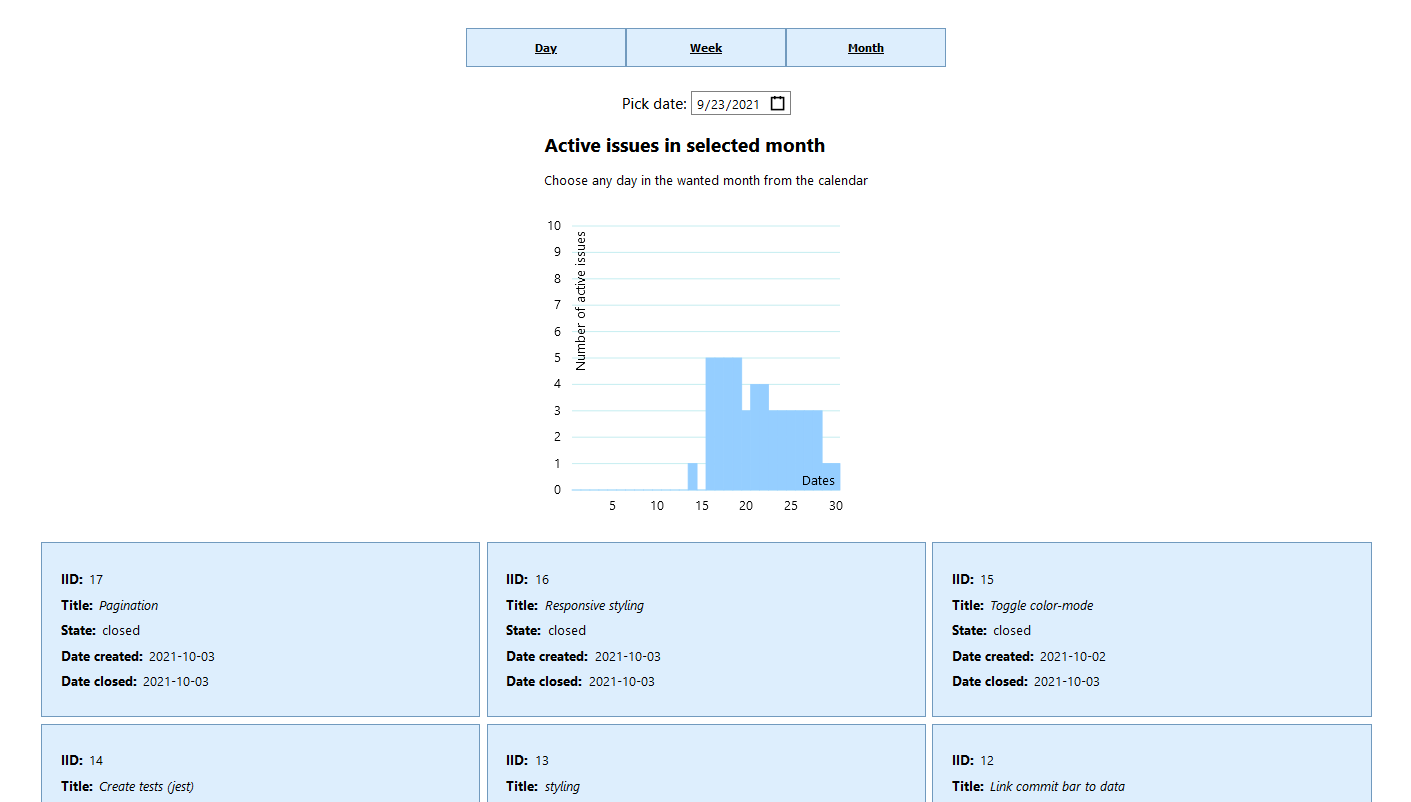 Day Week Month
Pick date: 9/23/2021
Active issues in selected month
Choose any day in the wanted month from the calendar
Number of active issues
10
9
8
7
6
5
4
3
2
1
0
Dates
5 10 15 20 25 30
IID: 17
Title: Pagination
State: closed
Date created: 2021-10-03
Date closed: 2021-10-03
IID: 16
Title: Responsive styling
State: closed
Date created: 2021-10-03
Date closed: 2021-10-03
IID: 15
Title: Toggle color-mode
State: closed
Date created: 2021-10-02
Date closed: 2021-10-03
IID: 14
Title: Create tests (jest)
IID: 13
Title: styling
IID: 12
Title: Link commit bar to data